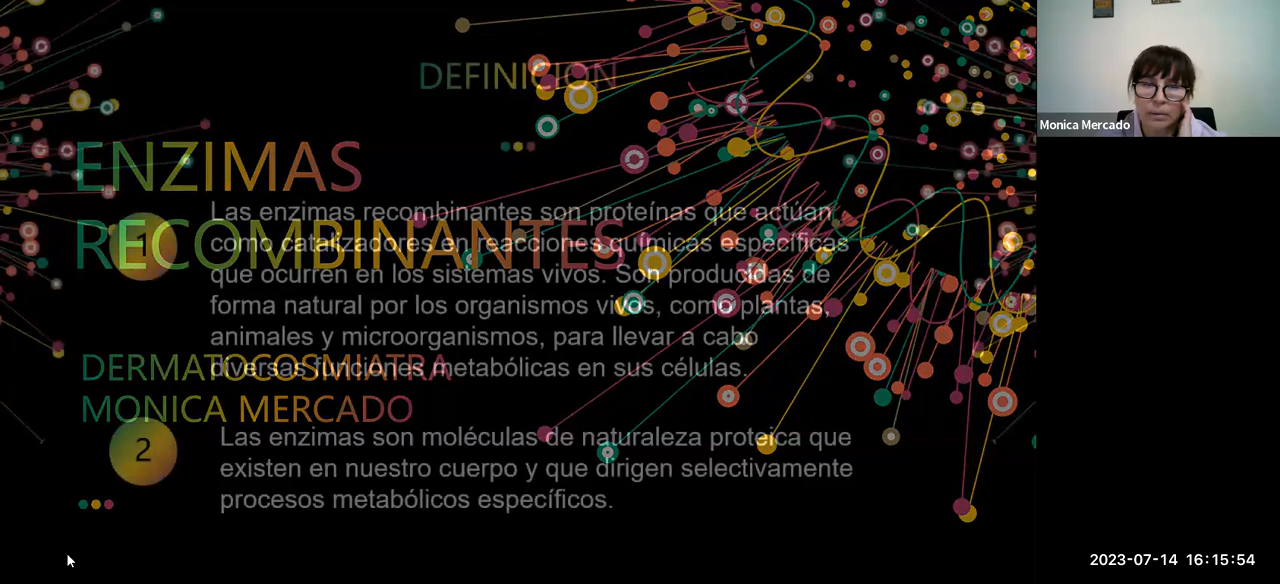 DEFINICIÓN
ENZIMAS
RECOMBINANTES
1
Las enzimas recombinantes son proteínas que actúan
como catalizadores en reacciones químicas específicas
que ocurren en los sistemas vivos. Son producidas de
forma natural por los organismos vivos, como plantas,
animales y microorganismos, para llevar a cabo
diversas funciones metabólicas en sus células.
DERMATOCOSMIATRA
MONICA MERCADO
2
Las enzimas son moléculas de naturaleza proteica que
existen en nuestro cuerpo y que dirigen selectivamente
procesos metabólicos específicos.
Monica Mercado
2023-07-14 16:15:54